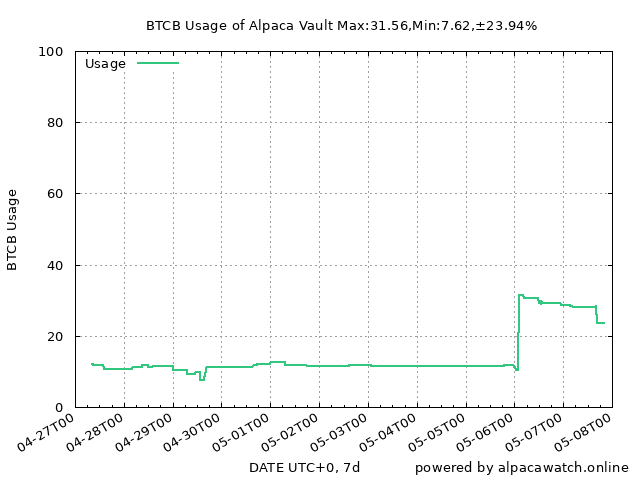 BTCB Usage of Alpaca Vault Max:31.56,Min:7.62,±23.94%
Usage
100
80
60
40
20
0
BTCB Usage
04-27T00
04-28T00
04-29T00
04-30T00
05-01T00
05-02T00
05-03T00
05-04T00
05-05T00
05-06T00
05-07T00
05-08T00
DATE UTC+0, 7d
powered by alpacawatch.online